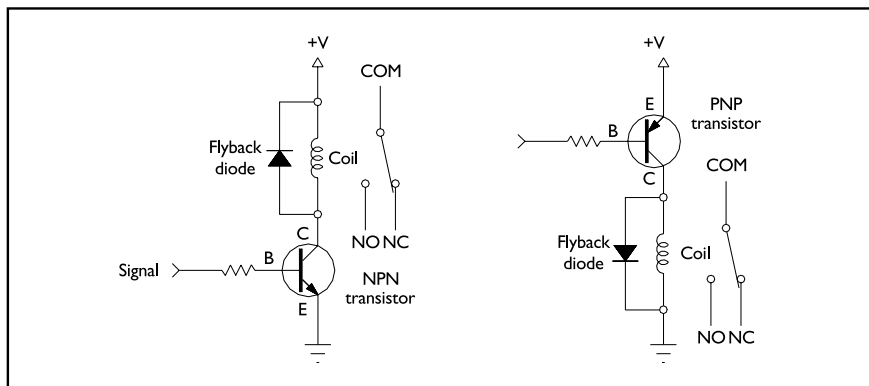 +V
COM
Flyback
diode
Coil
C
NO NC
Signal
B
NPN
transistor
E
+V
E
PNP
transistor
B
C
COM
Flyback
diode
Coil
NO NC